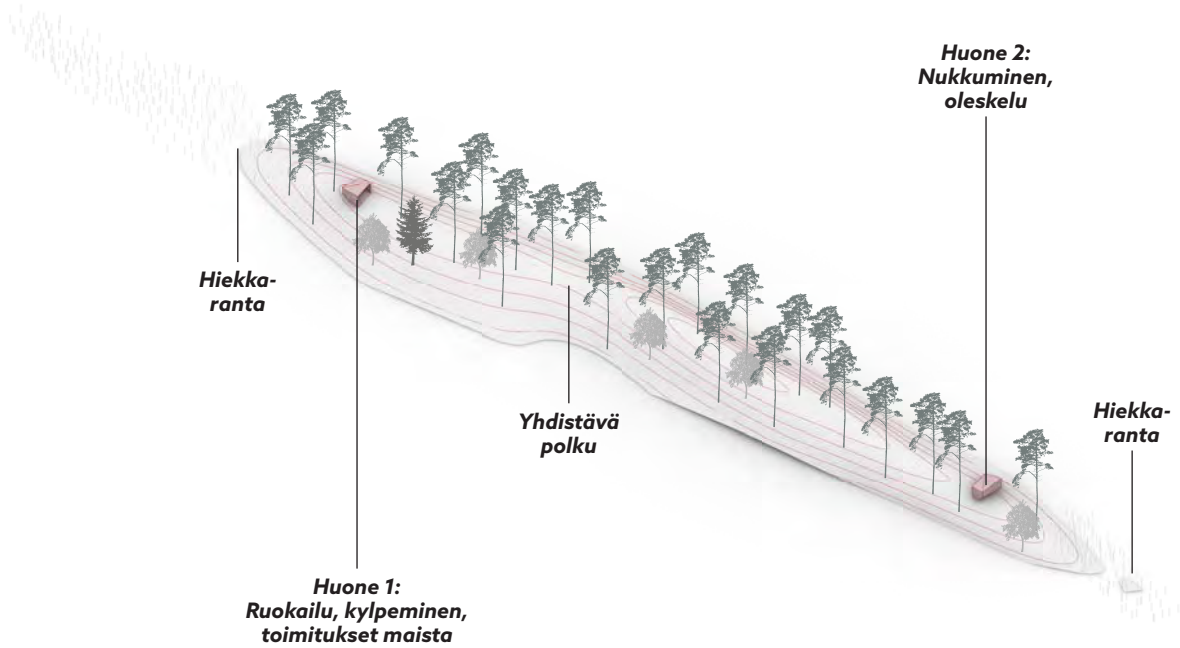 Huone 2:
Nukkuminen,
oleskelu
Hiekka-
ranta
Yhdistävä
polku
Hiekka-
ranta
Huone 1:
Ruokailu, kylpeminen,
toimitukset maista